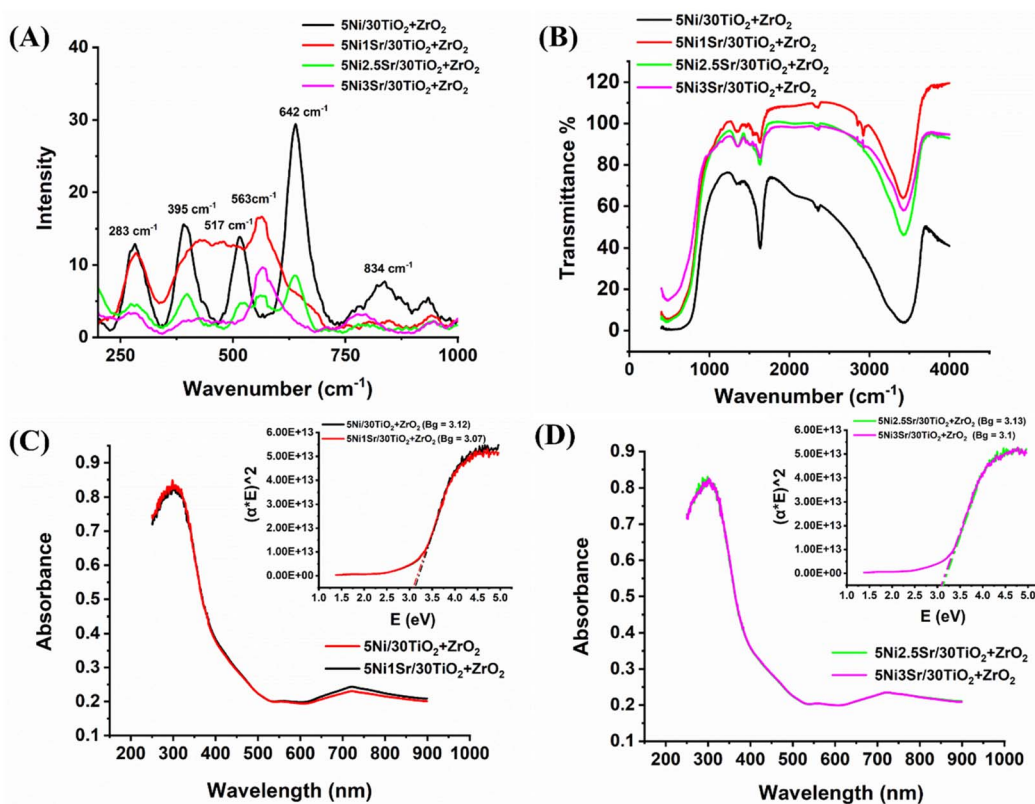 (A)
5Ni/30TiO₂+ZrO₂
5Ni1Sr/30TiO₂+ZrO₂
5Ni2.5Sr/30TiO₂+ZrO₂
5Ni3Sr/30TiO₂+ZrO₂
40
30
20
10
0
Intensity
283 cm⁻¹
395 cm⁻¹
517 cm⁻¹
563cm⁻¹
642 cm⁻¹
834 cm⁻¹
250
500
750
1000
Wavenumber (cm⁻¹)
(B)
5Ni/30TiO₂+ZrO₂
5Ni1Sr/30TiO₂+ZrO₂
5Ni2.5Sr/30TiO₂+ZrO₂
5Ni3Sr/30TiO₂+ZrO₂
120
100
80
60
40
20
0
Transmittance %
1000
2000
3000
4000
Wavenumber (cm⁻¹)
(C)
0.9
0.8
0.7
0.6
0.5
0.4
0.3
0.2
0.1
Absorbance
5Ni/30TiO₂+ZrO₂ (Bg = 3.12)
5Ni1Sr/30TiO₂+ZrO₂ (Bg = 3.07)
6.00E+13
5.00E+13
4.00E+13
3.00E+13
2.00E+13
1.00E+13
0.00E+00
(α*E)^2
1.0 1.5 2.0 2.5 3.0 3.5 4.0 4.5 5.0
E (eV)
5Ni/30TiO₂+ZrO₂
5Ni1Sr/30TiO₂+ZrO₂
200 300 400 500 600 700 800 900 1000
Wavelength (nm)
(D)
0.9
0.8
0.7
0.6
0.5
0.4
0.3
0.2
0.1
Absorbance
5Ni2.5Sr/30TiO₂+ZrO₂ (Bg = 3.13)
5Ni3Sr/30TiO₂+ZrO₂ (Bg = 3.1)
6.00E+13
5.00E+13
4.00E+13
3.00E+13
2.00E+13
1.00E+13
0.00E+00
(α*E)^2
1.0 1.5 2.0 2.5 3.0 3.5 4.0 4.5 5.0
E (eV)
5Ni2.5Sr/30TiO₂+ZrO₂
5Ni3Sr/30TiO₂+ZrO₂
200 300 400 500 600 700 800 900 1000
Wavelength (nm)